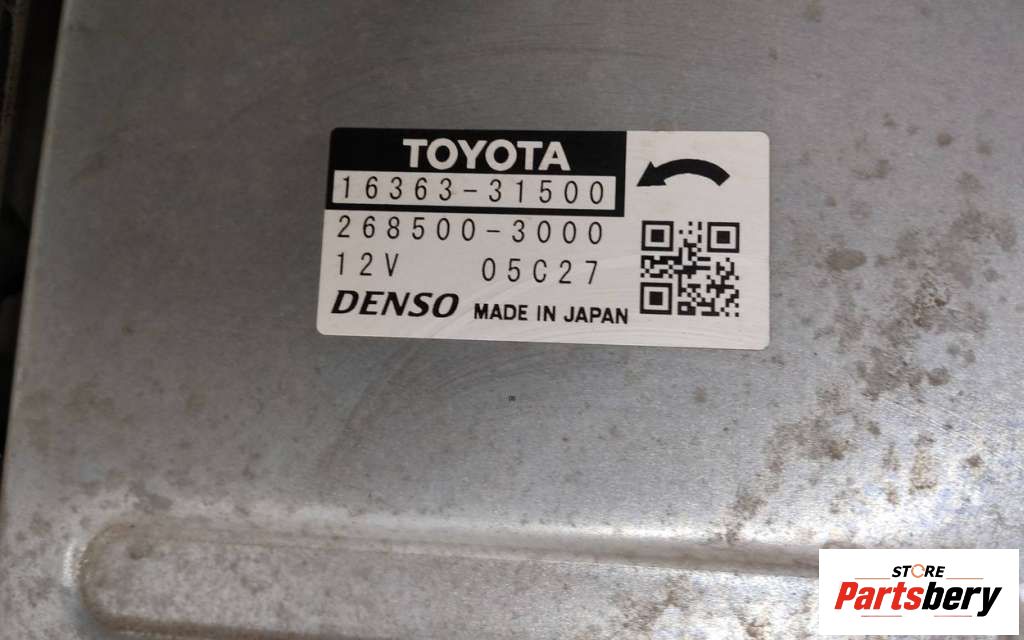 TOYOTA
16363-31500
268500-3000
12V 05C27
DENSO MADE IN JAPAN
STORE
Partsbery